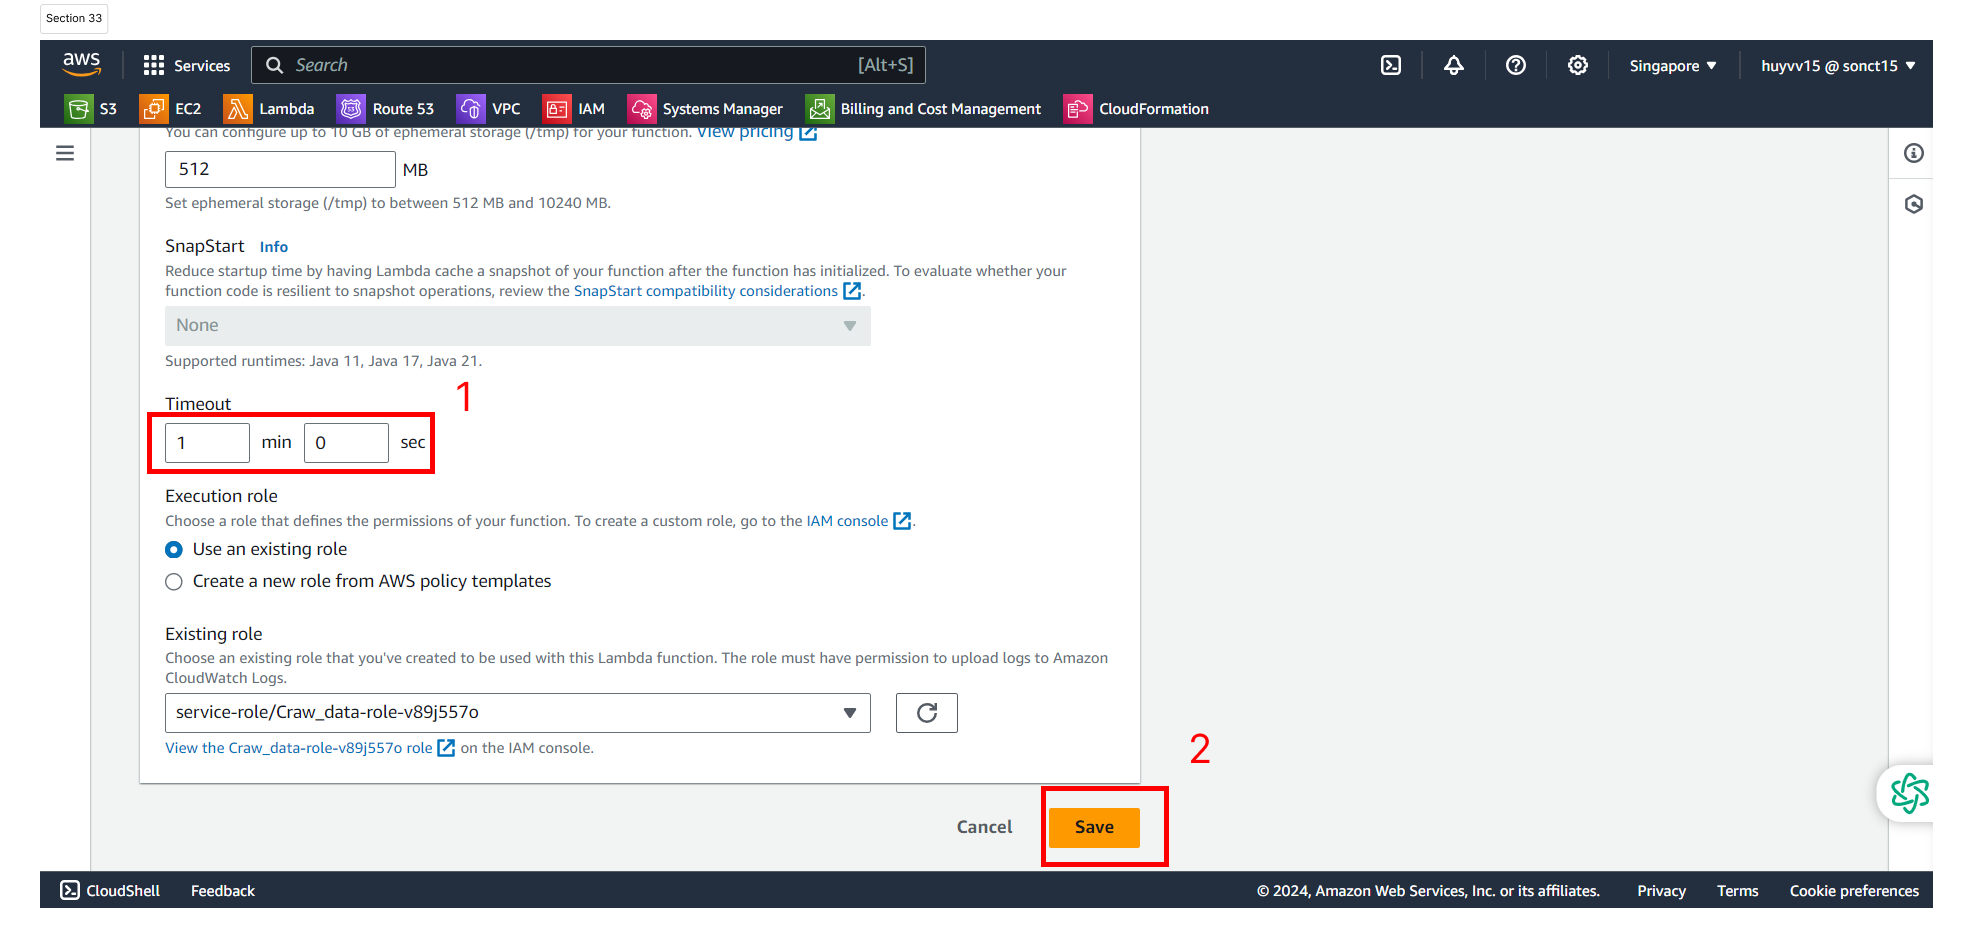 Section 33
aws Services Search [Alt+S] Singapore ▼ huyvv15 @ sonct15 ▼
S3 EC2 Lambda Route 53 VPC IAM Systems Manager Billing and Cost Management CloudFormation
You can configure up to 10 GB of ephemeral storage (/tmp) for your function. View pricing
512 MB
Set ephemeral storage (/tmp) to between 512 MB and 10240 MB.
SnapStart Info
Reduce startup time by having Lambda cache a snapshot of your function after the function has initialized. To evaluate whether your
function code is resilient to snapshot operations, review the SnapStart compatibility considerations.
None
Supported runtimes: Java 11, Java 17, Java 21.
1
Timeout
1 min 0 sec
Execution role
Choose a role that defines the permissions of your function. To create a custom role, go to the IAM console.
Use an existing role
Create a new role from AWS policy templates
Existing role
Choose an existing role that you've created to be used with this Lambda function. The role must have permission to upload logs to Amazon
CloudWatch Logs.
service-role/Craw_data-role-v89j557o
View the Craw_data-role-v89j557o role on the IAM console.
2
Cancel Save
CloudShell Feedback © 2024, Amazon Web Services, Inc. or its affiliates. Privacy Terms Cookie preferences